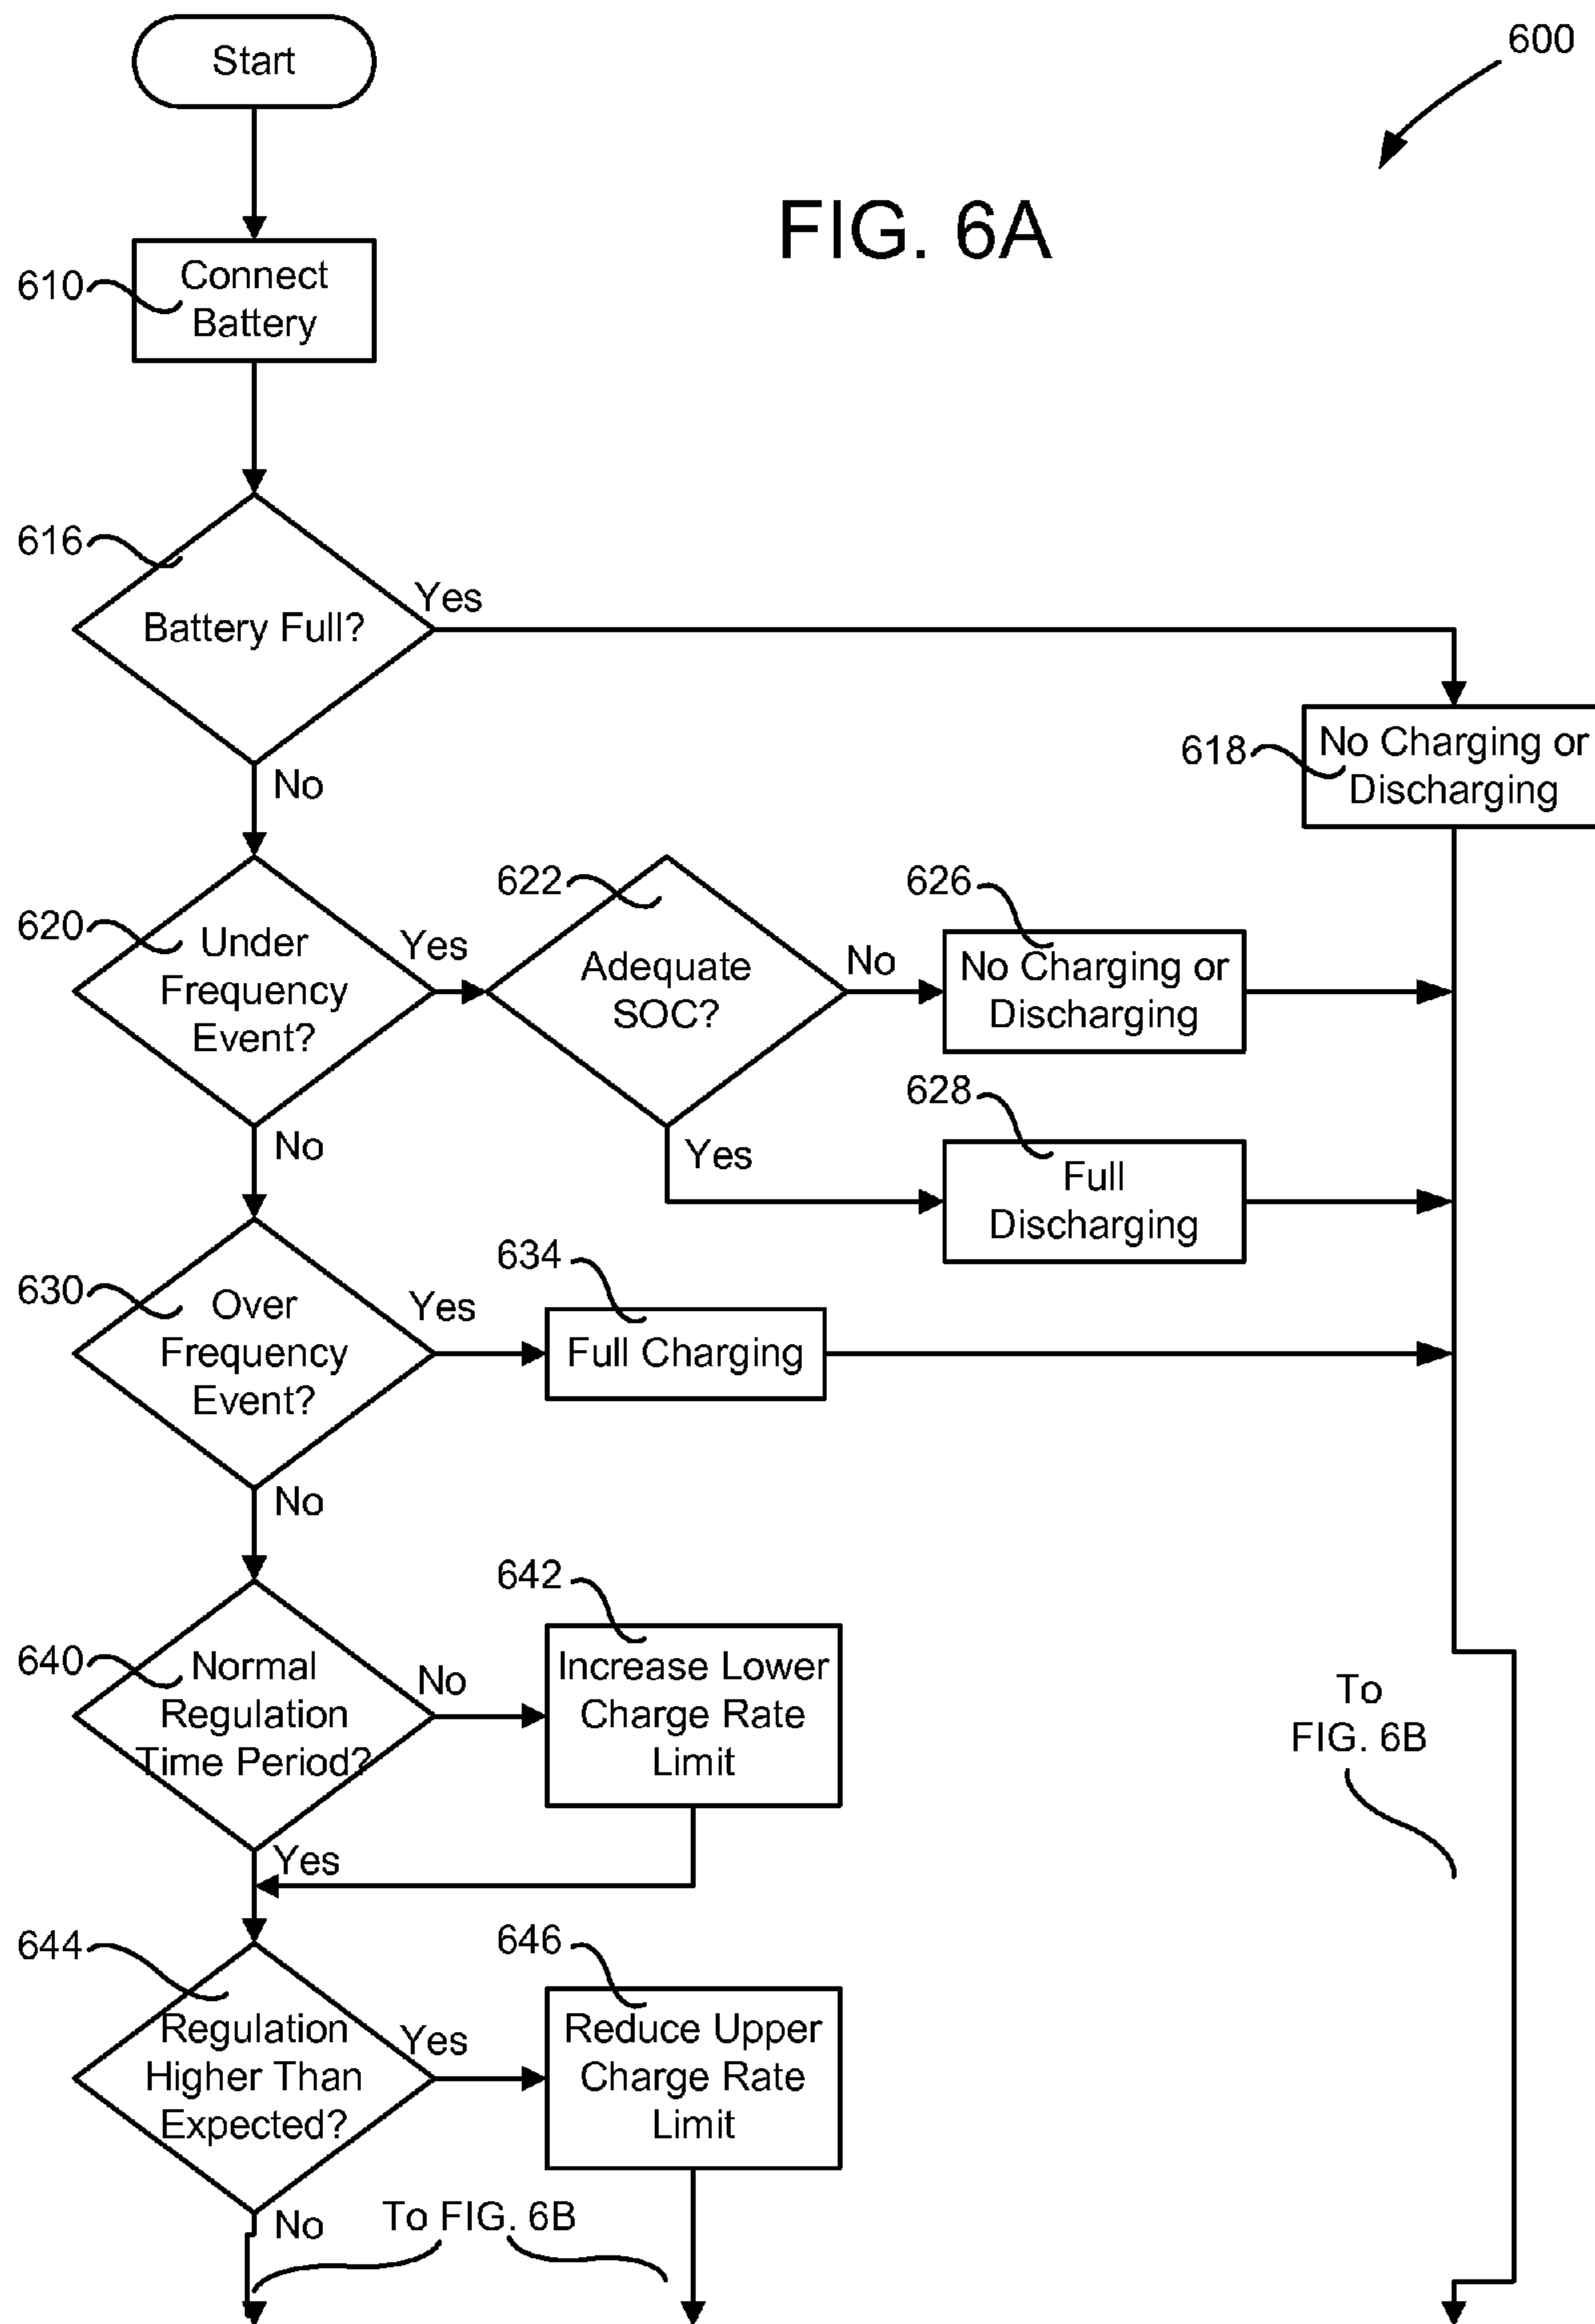 Start
600
FIG. 6A
610
Connect
Battery
616
Battery Full?
Yes
No
618
No Charging or
Discharging
620
Under
Frequency
Event?
Yes
No
622
Adequate
SOC?
No
Yes
626
No Charging or
Discharging
628
Full
Discharging
630
Over
Frequency
Event?
Yes
No
634
Full Charging
640
Normal
Regulation
Time Period?
No
Yes
642
Increase Lower
Charge Rate
Limit
To
FIG. 6B
644
Regulation
Higher Than
Expected?
Yes
No
646
Reduce Upper
Charge Rate
Limit
To FIG. 6B